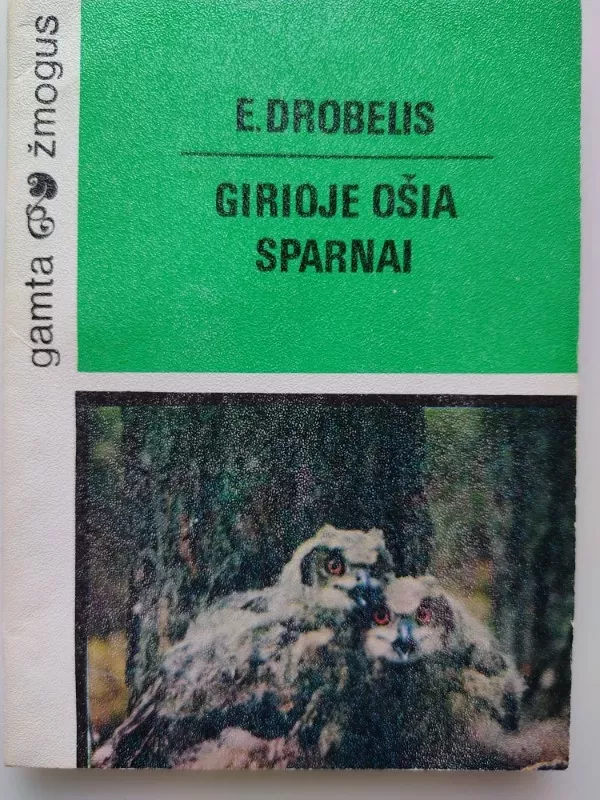 gamta žmogus
E. DROBELIS
GIRIOJE OŠIA
SPARNAI